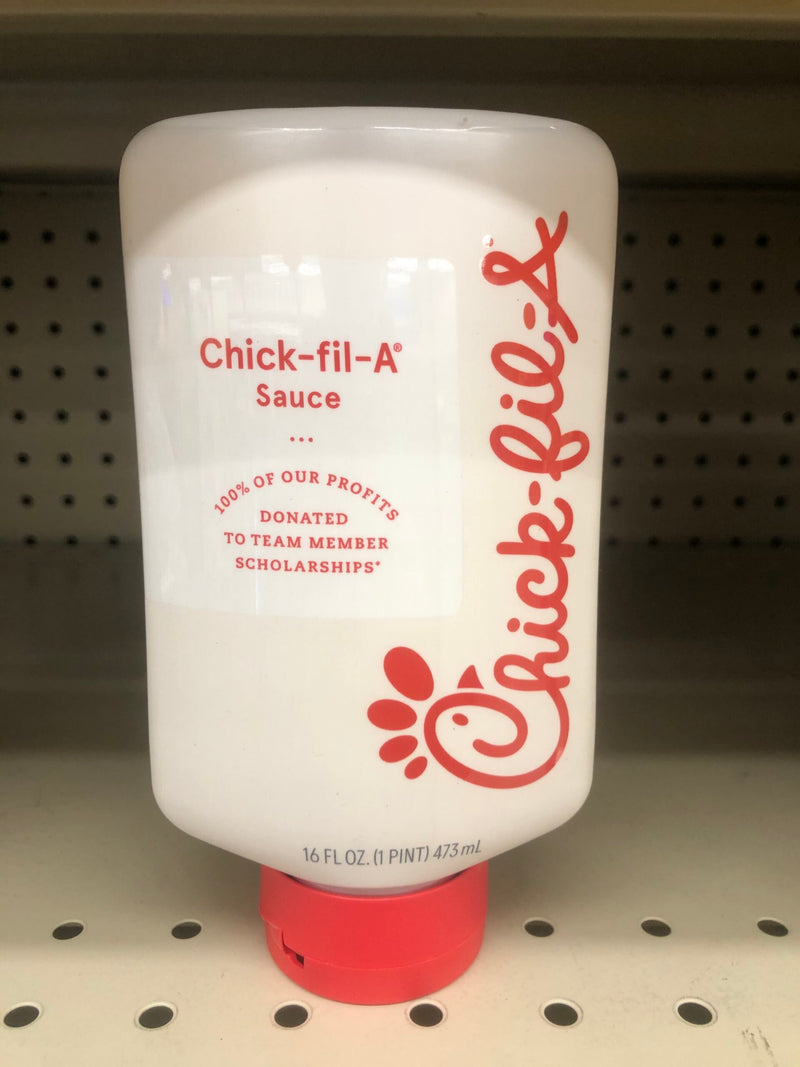 Chick-fil-A®
Sauce
...
100% OF OUR PROFITS
DONATED
TO TEAM MEMBER
SCHOLARSHIPS*
Chick-fil-A
16 FL OZ. (1 PINT) 473 mL